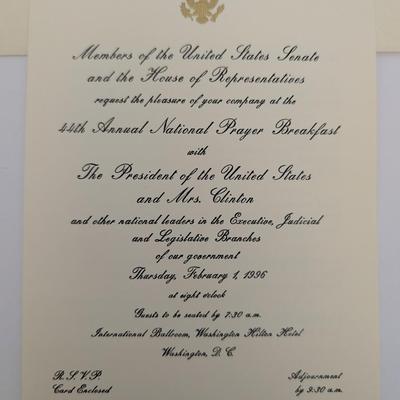 Members of the United States Senate
and the House of Representatives
request the pleasure of your company at the
44th Annual National Prayer Breakfast
with
The President of the United States
and Mrs. Clinton
and other national leaders in the Executive, Judicial
and Legislative Branches
of our government
Thursday, February 1, 1996
at eight o'clock
Guests to be seated by 7:30 a.m.
International Ballroom, Washington Hilton Hotel
Washington, D. C.
R. S. V. P.
Card Enclosed
Adjournment
by 9:30 a.m.